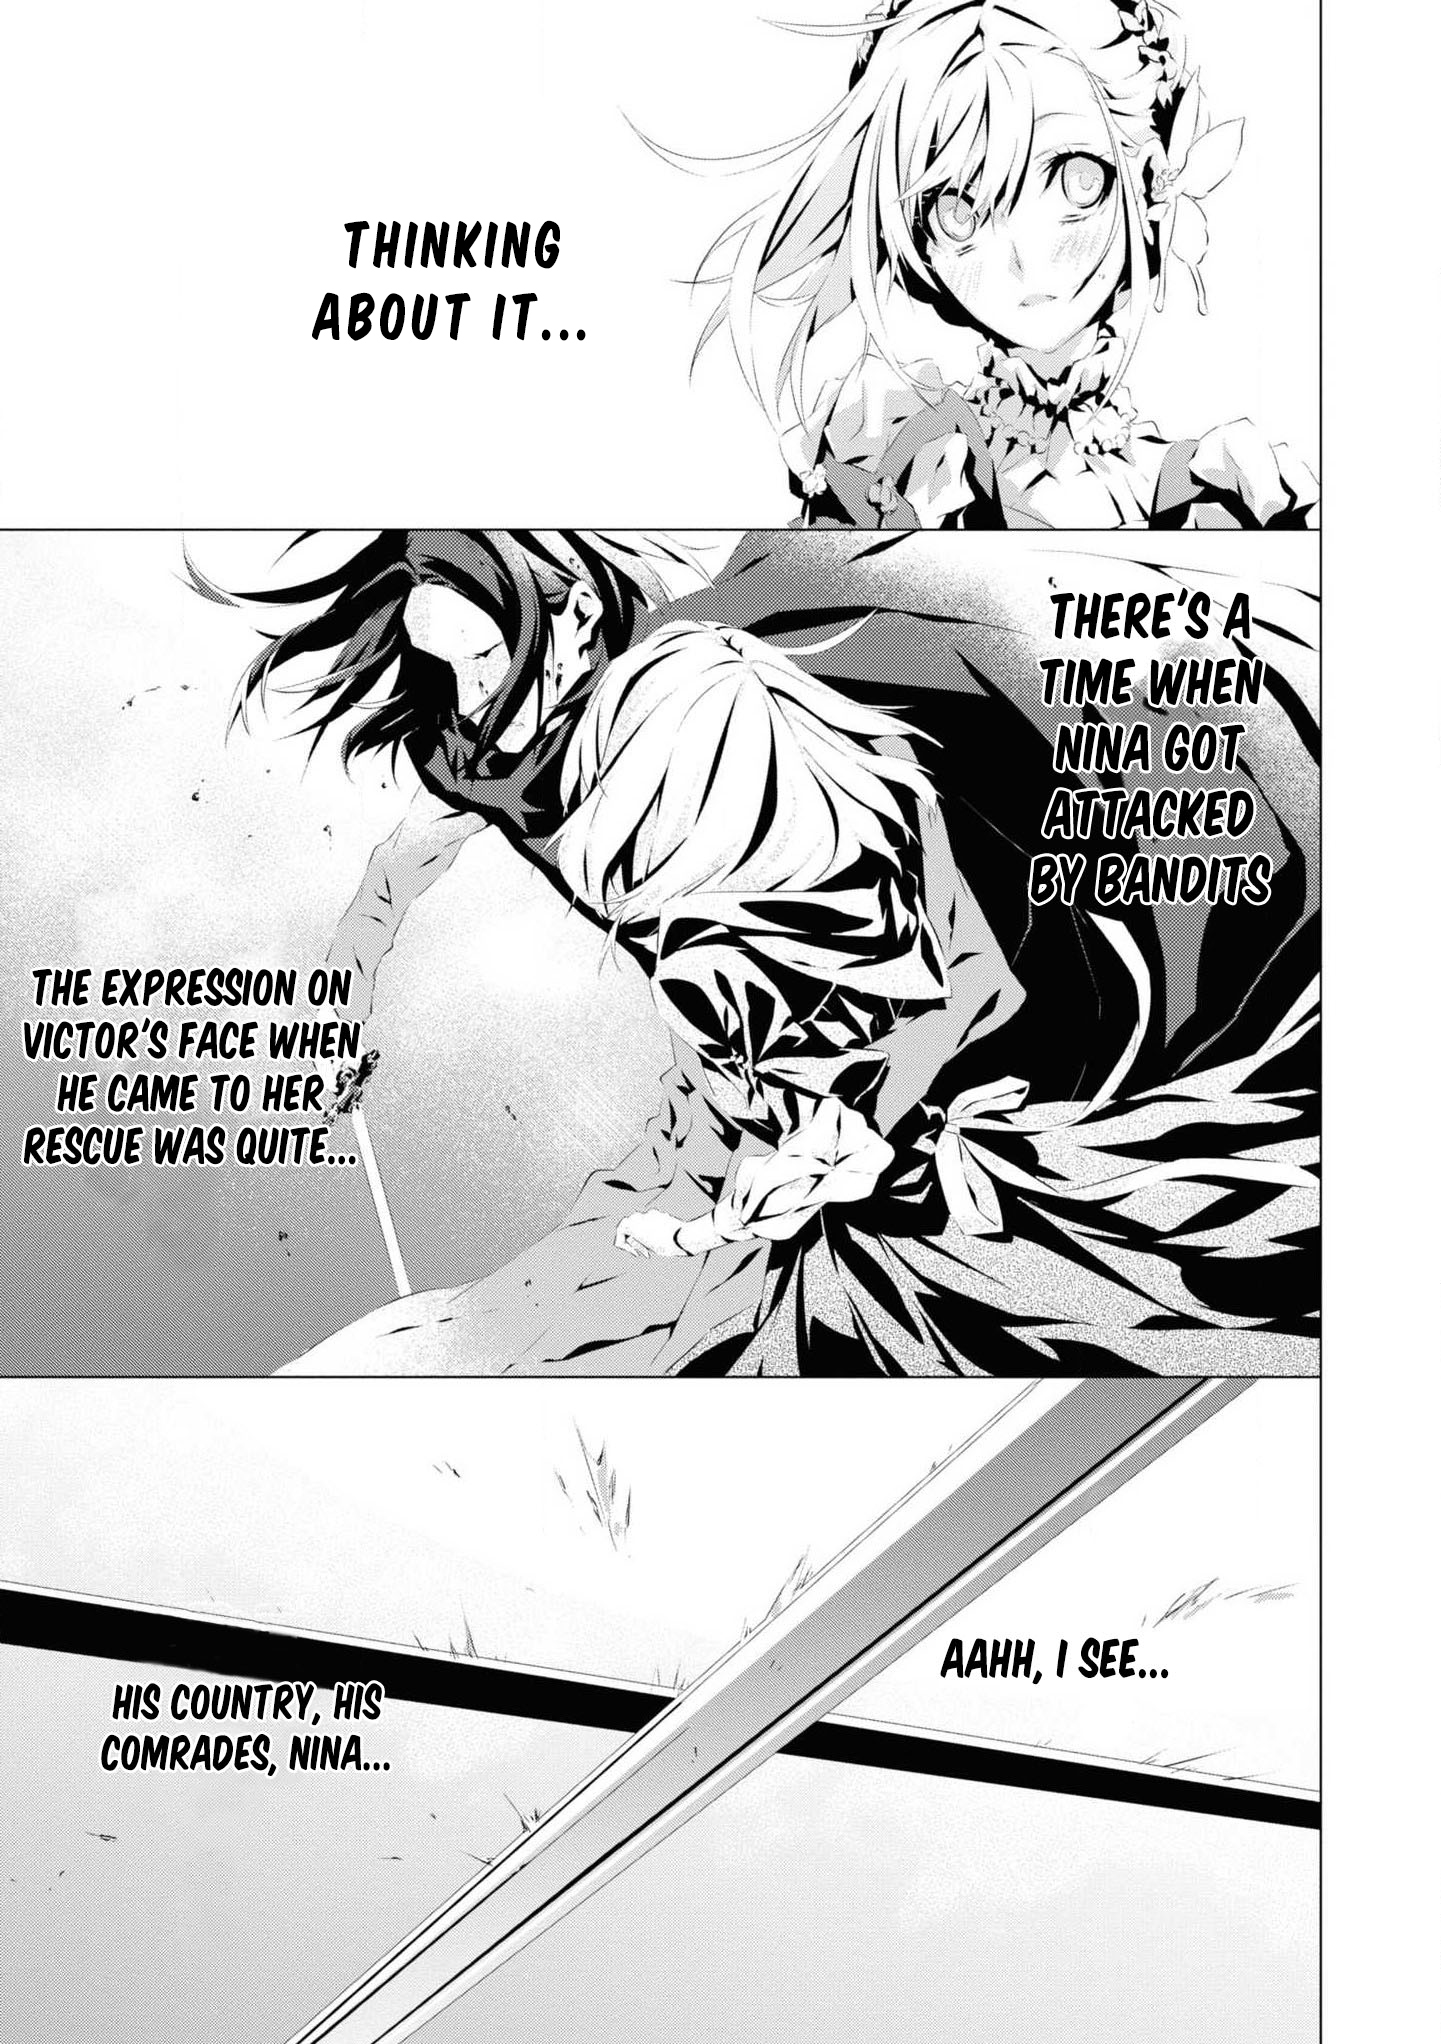 THINKING
ABOUT IT...
THERE'S A
TIME WHEN
NINA GOT
ATTACKED
BY BANDITS
THE EXPRESSION ON
VICTOR'S FACE WHEN
HE CAME TO HER
RESCUE WAS QUITE...
AAHH, I SEE...
HIS COUNTRY, HIS
COMRADES, NINA...